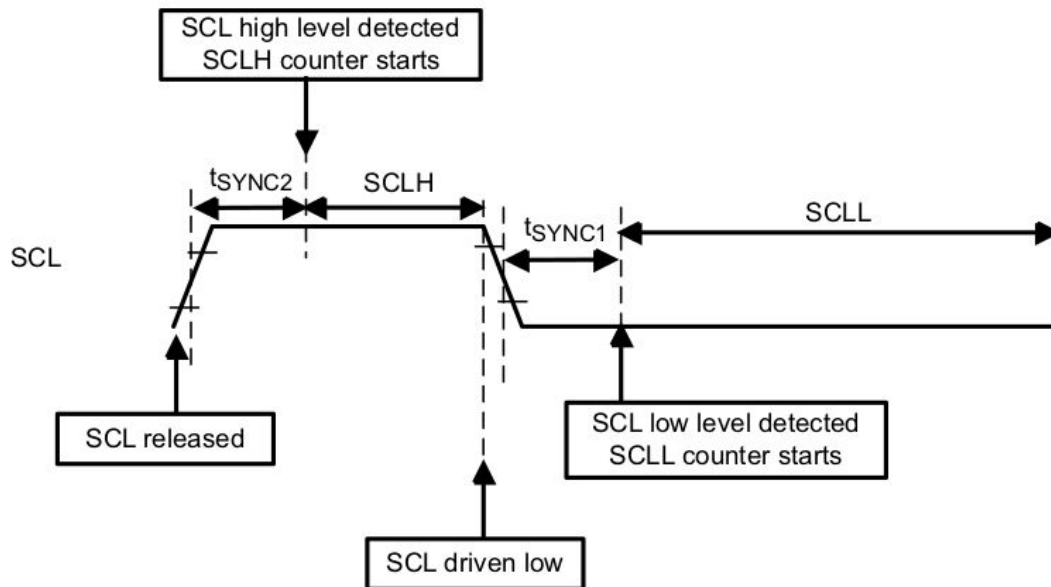 SCL high level detected
SCLH counter starts
tSYNC2
SCLH
SCLL
tSYNC1
SCL
SCL released
SCL low level detected
SCLL counter starts
SCL driven low